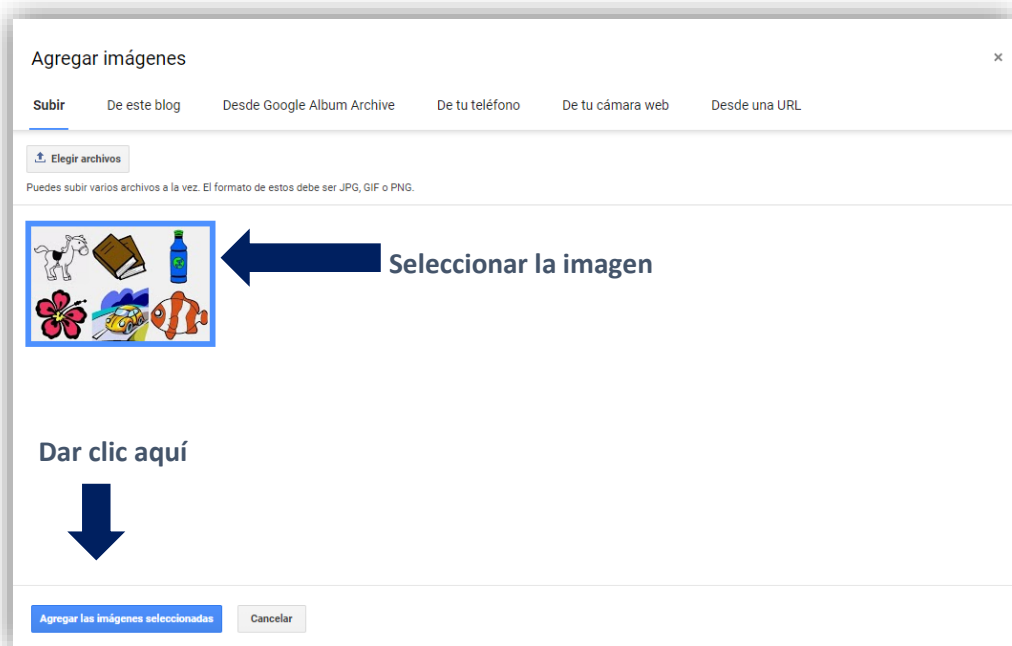 Agregar imágenes
×
Subir De este blog Desde Google Album Archive De tu teléfono De tu cámara web Desde una URL
Elegir archivos
Puedes subir varios archivos a la vez. El formato de estos debe ser JPG, GIF o PNG.
Seleccionar la imagen
Dar clic aquí
Agregar las imágenes seleccionadas Cancelar